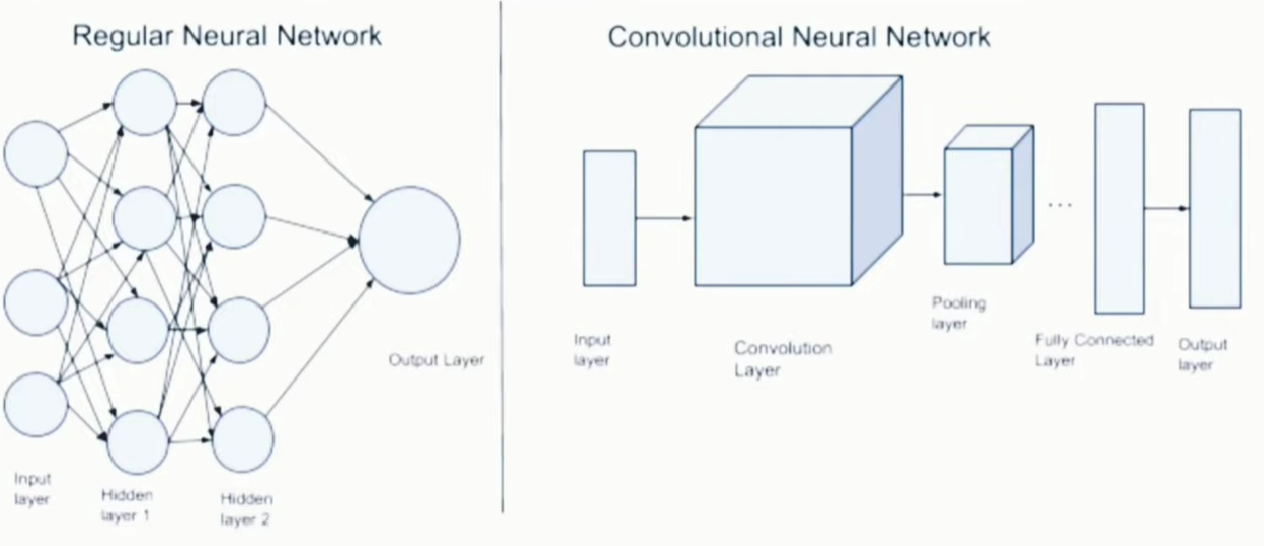 Regular Neural Network
Convolutional Neural Network
Input
layer
Hidden
layer 1
Hidden
layer 2
Output Layer
Input
layer
Convolution
Layer
Pooling
layer
...
Fully Connected
Layer
Output
layer